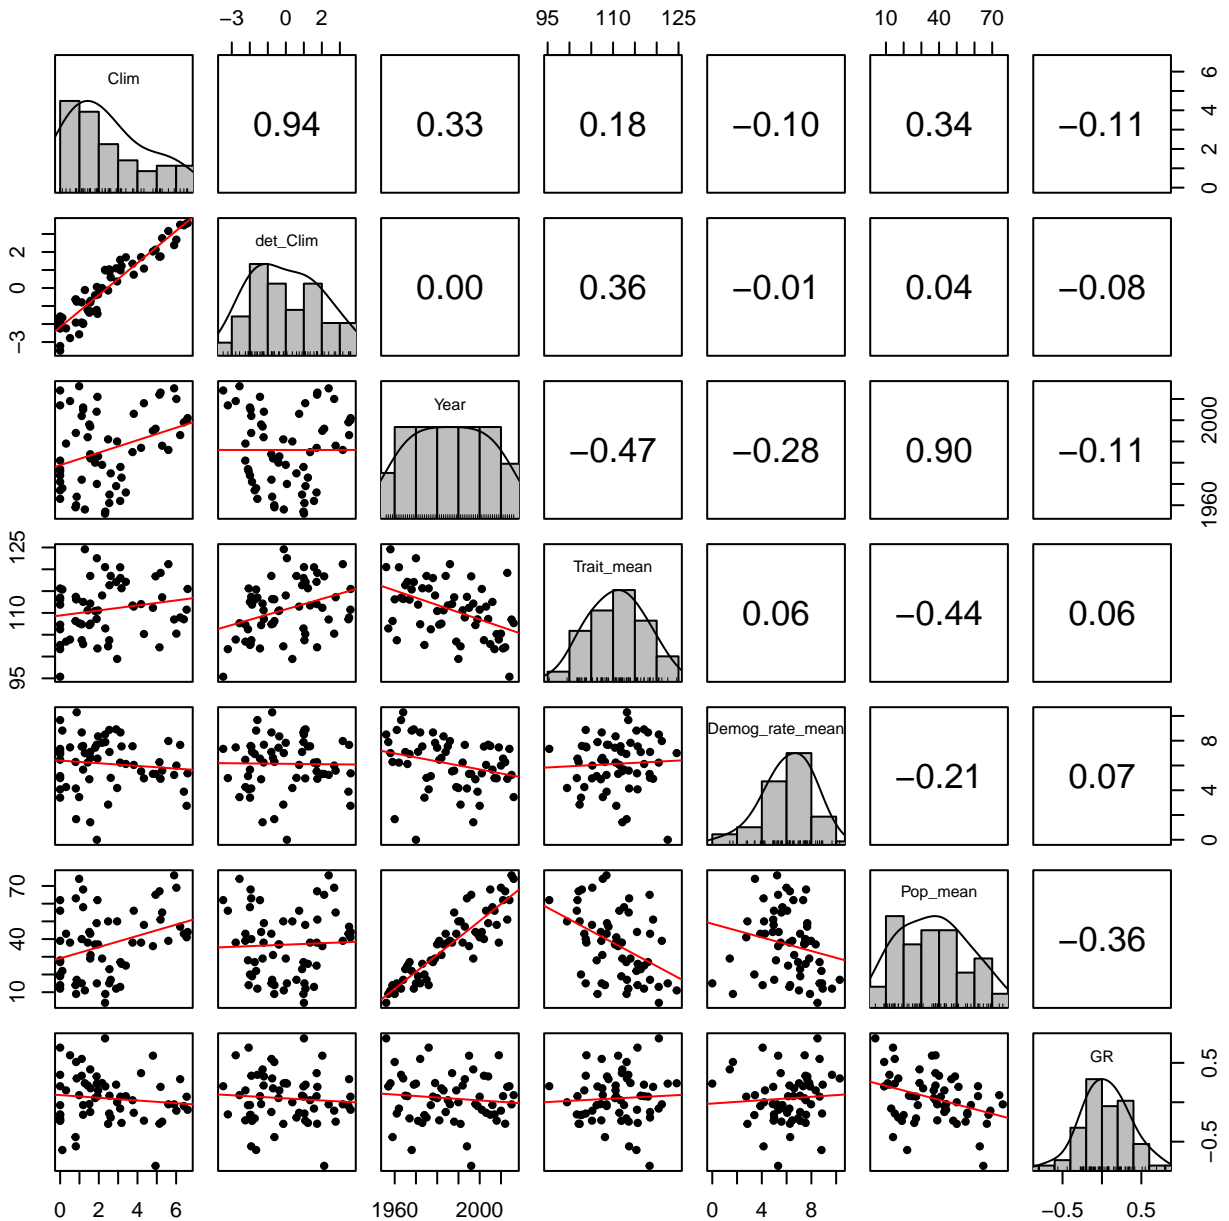 −3 0 2 95 110 125 10 40 70
Clim
0.94 0.33 0.18 −0.10 0.34 −0.11
0 2 4 6
det_Clim
−3 0 2
0.00 0.36 −0.01 0.04 −0.08
Year
−0.47 −0.28 0.90 −0.11
1960 2000
Trait_mean
95 110 125
0.06 −0.44 0.06
Demog_rate_mean
−0.21 0.07
0 4 8
Pop_mean
10 40 70
−0.36
GR
−0.5 0.5
0 2 4 6 1960 2000 0 4 8 −0.5 0.5